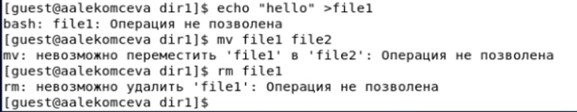 [guest@aalekomceva dir1]$ echo "hello" >file1
bash: file1: Операция не позволена
[guest@aalekomceva dir1]$ mv file1 file2
mv: невозможно переместить 'file1' в 'file2': Операция не позволена
[guest@aalekomceva dir1]$ rm file1
rm: невозможно удалить 'file1': Операция не позволена
[guest@aalekomceva dir1]$